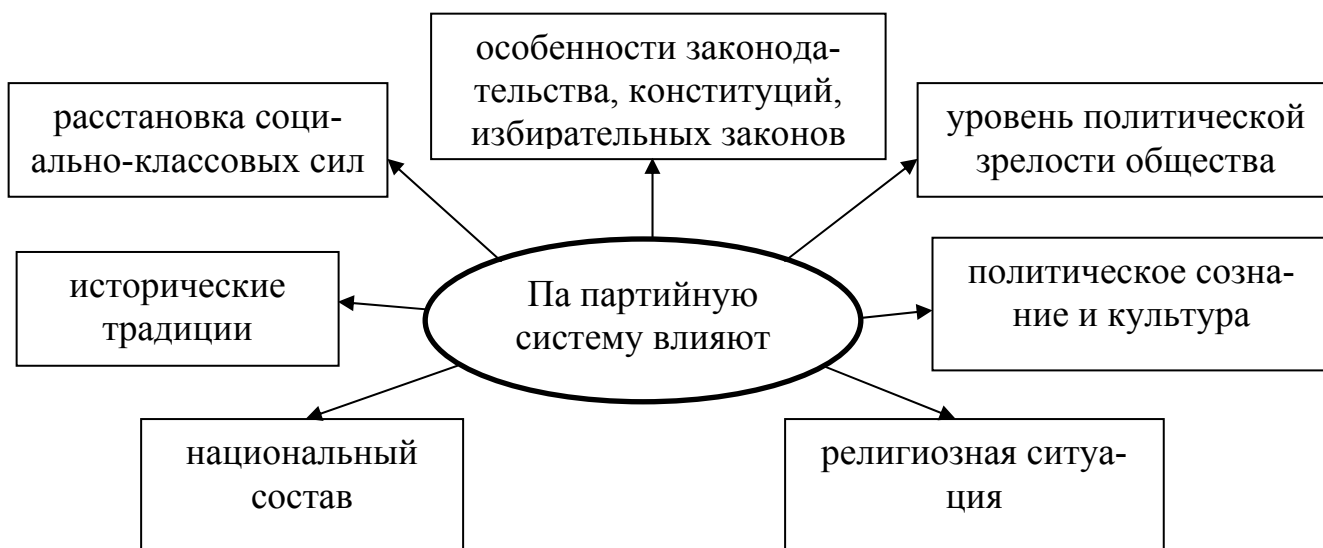 особенности законода-
тельства, конституций,
избирательных законов
расстановка соци-
ально-классовых сил
уровень политической
зрелости общества
исторические
традиции
Па партийную
систему влияют
политическое созна-
ние и культура
национальный
состав
религиозная ситуа-
ция